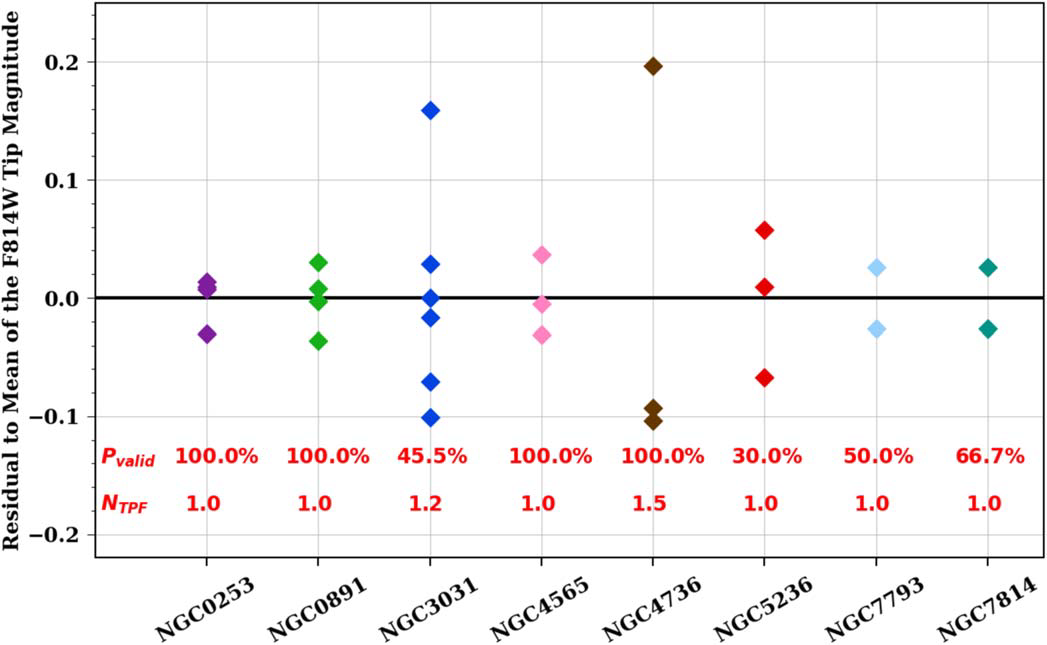 Residual to Mean of the F814W Tip Magnitude
0.2
0.1
0.0
−0.1
−0.2
Pvalid 100.0% 100.0% 45.5% 100.0% 100.0% 30.0% 50.0% 66.7%
NTPF 1.0 1.0 1.2 1.0 1.5 1.0 1.0 1.0
NGC0253 NGC0891 NGC3031 NGC4565 NGC4736 NGC5236 NGC7793 NGC7814